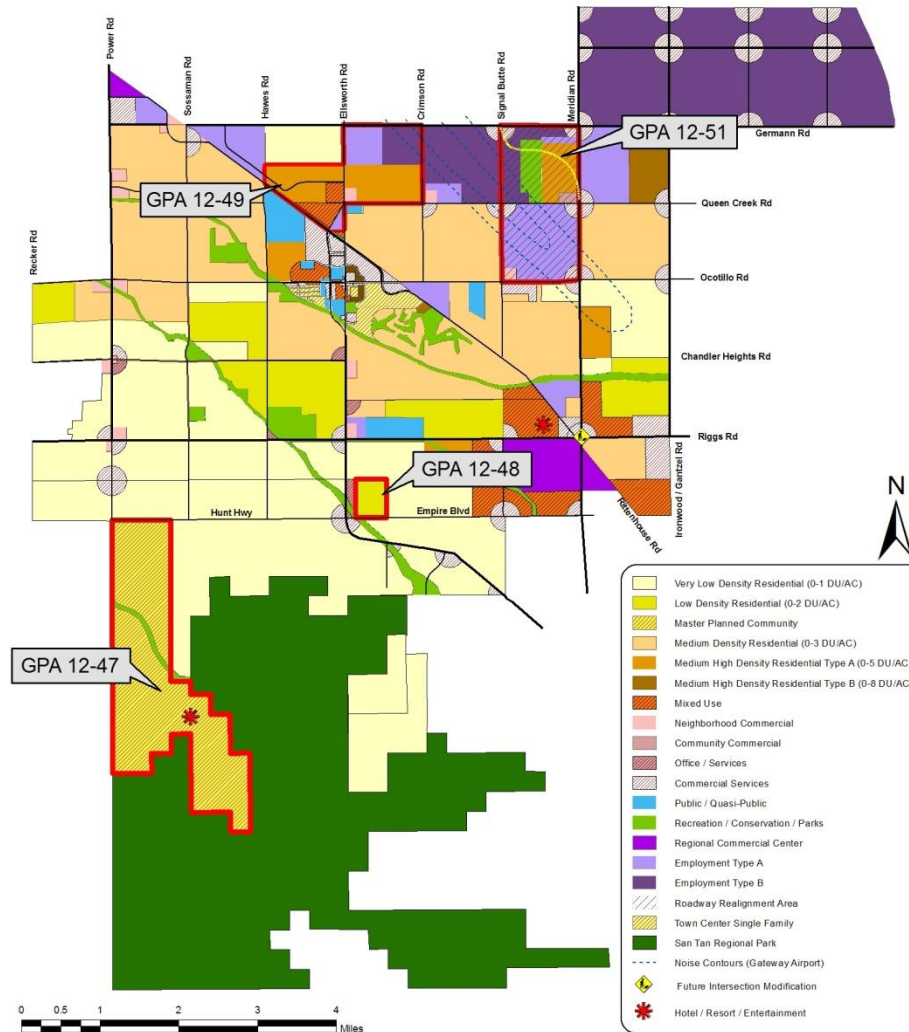 Power Rd
Sossaman Rd
Hawes Rd
Ellsworth Rd
Crimson Rd
Signal Butte Rd
Meridian Rd
GPA 12-51
Germann Rd
GPA 12-49
Queen Creek Rd
Recker Rd
Ocotillo Rd
Chandler Heights Rd
Riggs Rd
GPA 12-48
Hunt Hwy
Empire Blvd
Rittenhouse Rd
Ironwood / Gantzel Rd
N
GPA 12-47
Very Low Density Residential (0-1 DU/AC)
Low Density Residential (0-2 DU/AC)
Master Planned Community
Medium Density Residential (0-3 DU/AC)
Medium High Density Residential Type A (0-5 DU/AC)
Medium High Density Residential Type B (0-8 DU/AC)
Mixed Use
Neighborhood Commercial
Community Commercial
Office / Services
Commercial Services
Public / Quasi-Public
Recreation / Conservation / Parks
Regional Commercial Center
Employment Type A
Employment Type B
Roadway Realignment Area
Town Center Single Family
San Tan Regional Park
Noise Contours (Gateway Airport)
Future Intersection Modification
Hotel / Resort / Entertainment
0 0.5 1 2 3 4
Miles